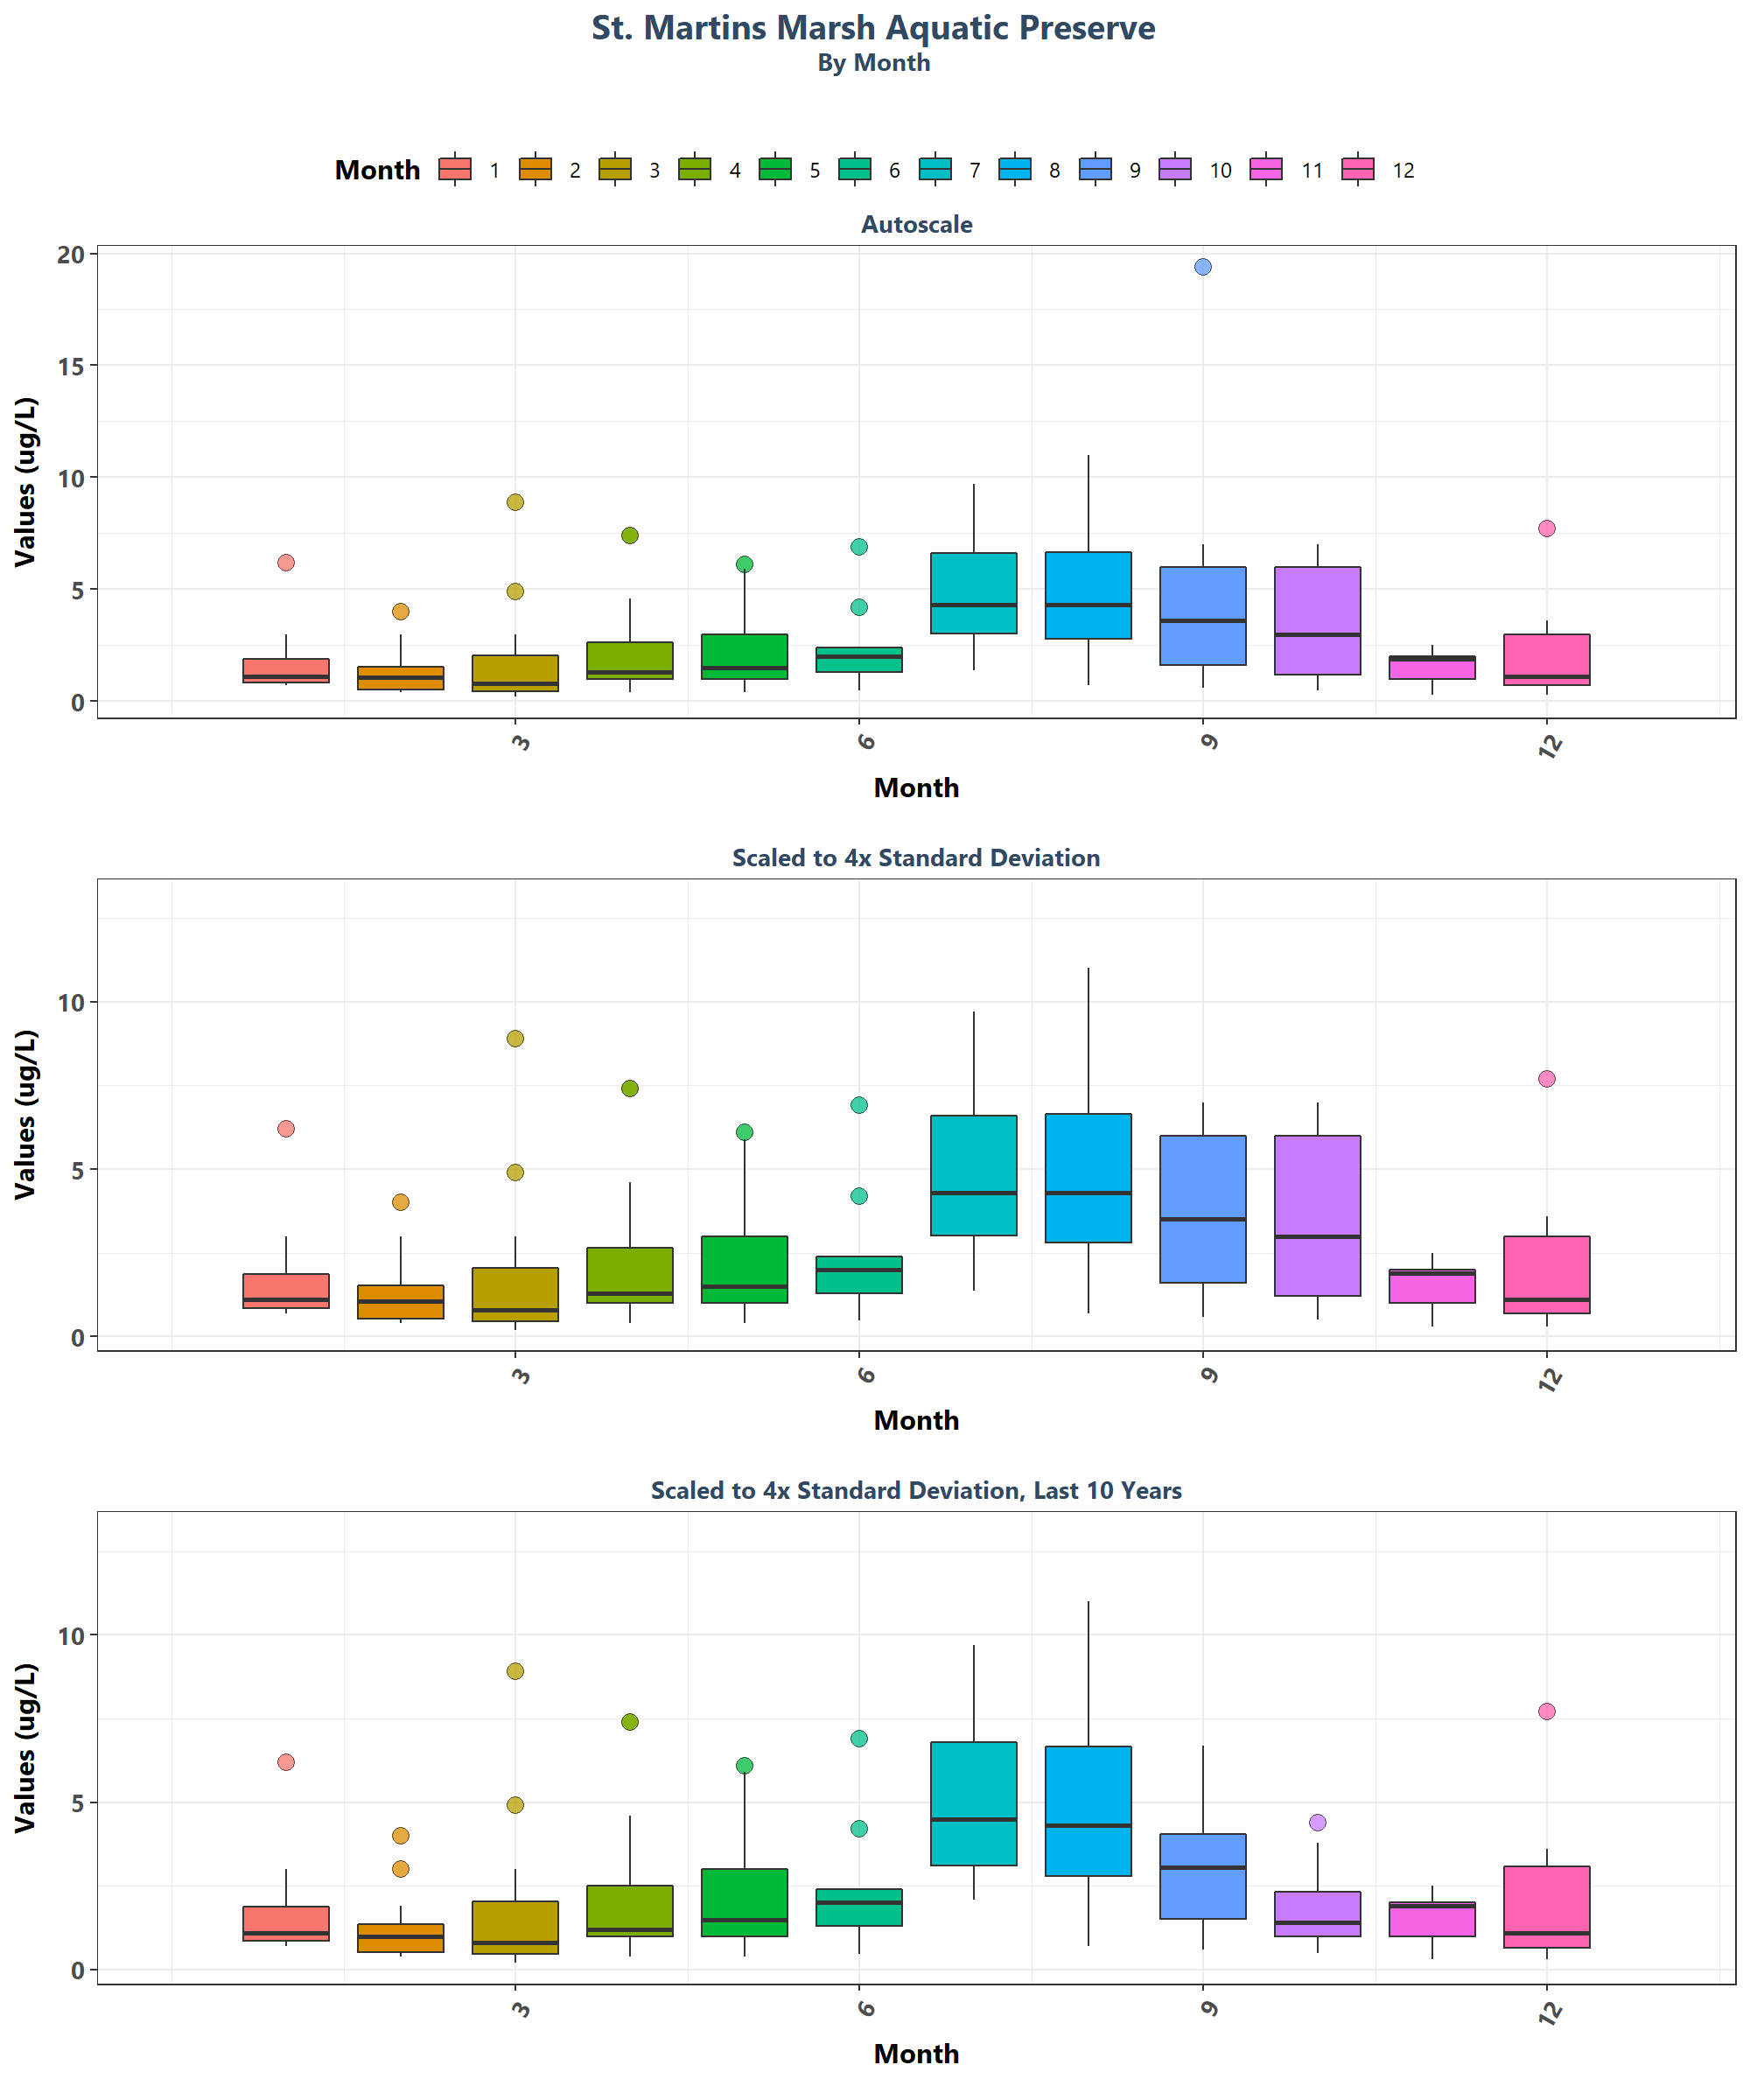 St. Martins Marsh Aquatic Preserve
By Month
Month 1 2 3 4 5 6 7 8 9 10 11 12
Autoscale
Values (ug/L)
20
15
10
5
0
3 6 9 12
Month
Scaled to 4x Standard Deviation
Values (ug/L)
10
5
0
3 6 9 12
Month
Scaled to 4x Standard Deviation, Last 10 Years
Values (ug/L)
10
5
0
3 6 9 12
Month